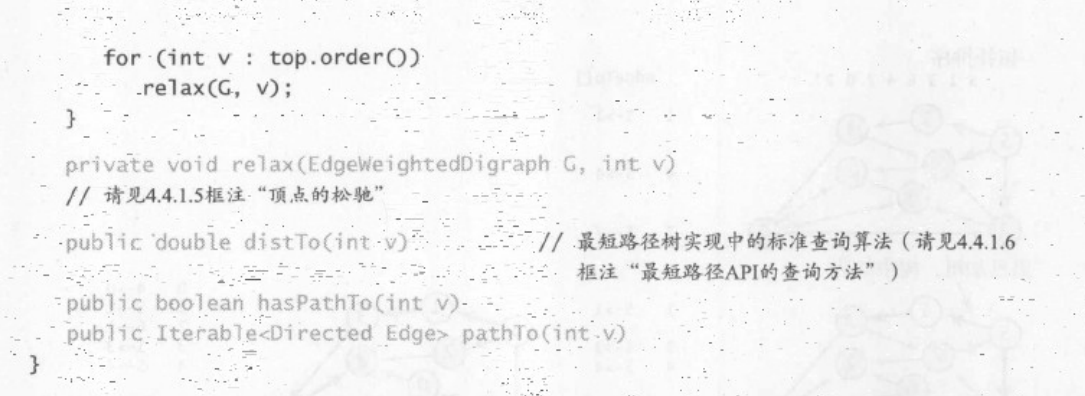 for (int v : top.order())
relax(G, v);
}
private void relax(EdgeWeightedDigraph G, int v)
// 请见4.4.1.5框注“顶点的松驰”
public double distTo(int v) // 最短路径树实现中的标准查询算法（请见4.4.1.6
框注“最短路径API的查询方法”）
public boolean hasPathTo(int v)
public Iterable<Directed Edge> pathTo(int v)
}